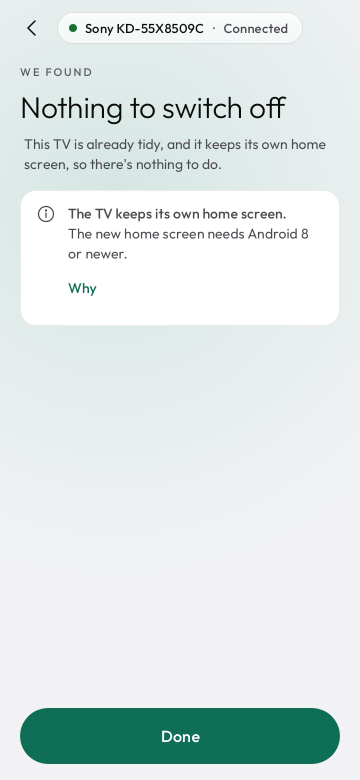 Sony KD-55X8509C · Connected
WE FOUND
Nothing to switch off
This TV is already tidy, and it keeps its own home
screen, so there's nothing to do.
The TV keeps its own home screen.
The new home screen needs Android 8
or newer.
Why
Done